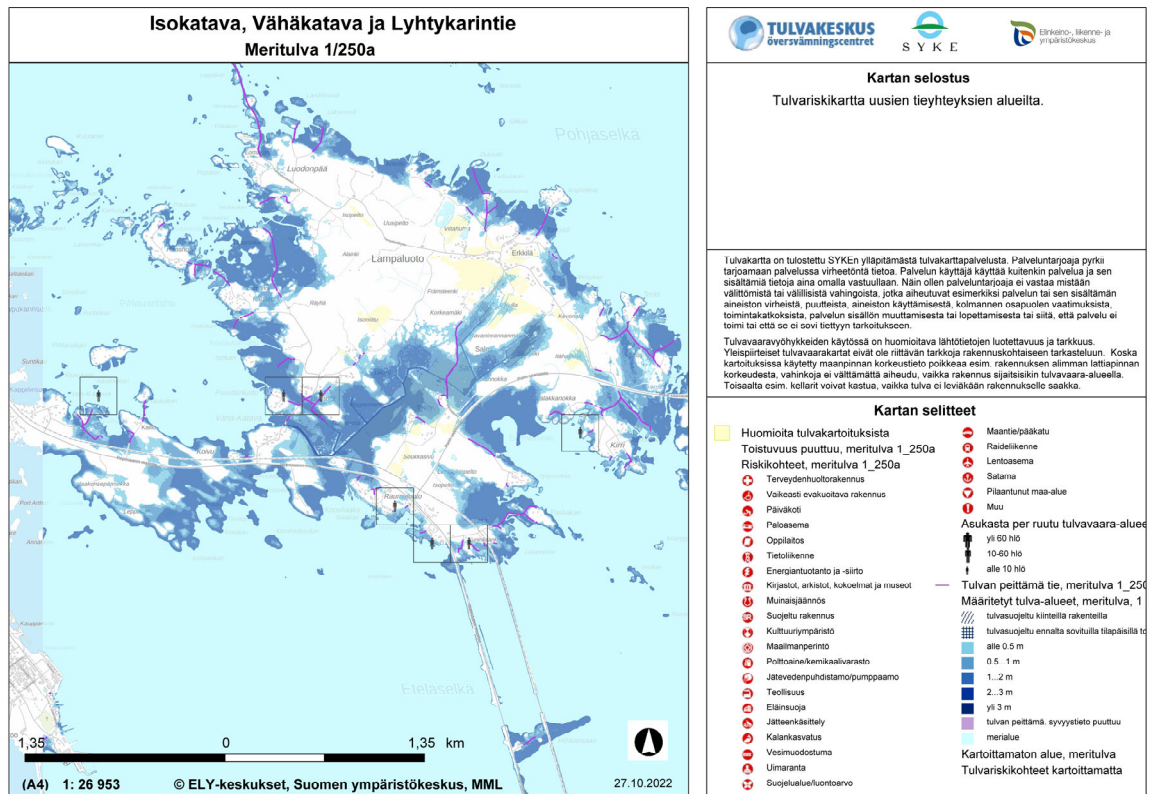 Isokatava, Vähäkatava ja Lyhtykarintie
Meritulva 1/250a
Pohjaselkä
Luodonpää
Isopelto
Uusipelto
Viitahuhta
Alainki
Lampaluoto
Erkkilä
Främsteenki
Räyhä
Korkeamäki
Isoniittu
Kirri
Kolvu
Isopelto
Raumaluoto
Eteläselkä
1,35
0
1,35 km
(A4) 1: 26 953
© ELY-keskukset, Suomen ympäristökeskus, MML
27.10.2022
TULVAKESKUS
översvämningscentret
SYKE
Elinkeino-, liikenne- ja
ympäristökeskus
Kartan selostus
Tulvariskikartta uusien tieyhteyksien alueilta.
Tulvakartta on tulostettu SYKEn ylläpitämästä tulvakarttapalvelusta. Palveluntarjoaja pyrkii
tarjoamaan palvelussa virheetöntä tietoa. Palvelun käyttäjä käyttää kuitenkin palvelua ja sen
sisältämiä tietoja aina omalla vastuullaan. Näin ollen palveluntarjoaja ei vastaa mistään
välittömistä tai välillisistä vahingoista, jotka aiheutuvat esimerkiksi palvelun tai sen sisältämän
aineiston virheistä, puutteista, aineiston käyttämisestä, kolmannen osapuolen vaatimuksista,
toimintakatkoksista, palvelun sisällön muuttamisesta tai lopettamisesta tai siitä, että palvelu ei
toimi tai että se ei sovi tiettyyn tarkoitukseen.
Tulvavaaravyöhykkeiden käytössä on huomioitava lähtötietojen luotettavuus ja tarkkuus.
Yleispiirteiset tulvavaarakartat eivät ole riittävän tarkkoja rakennuskohtaiseen tarkasteluun. Koska
kartoituksissa käytetty maanpinnan korkeustieto poikkeaa esim. rakennuksen alimman lattiapinnan
korkeudesta, vahinkoja ei välttämättä aiheudu, vaikka rakennus sijaitsisikin tulvavaara-alueella.
Toisaalta esim. kellarit voivat kastua, vaikka tulva ei leviäkään rakennukselle saakka.
Kartan selitteet
Huomioita tulvakartoituksista
Toistuvuus puuttuu, meritulva 1_250a
Riskikohteet, meritulva 1_250a
Terveydenhuoltorakennus
Vaikeasti evakuoitava rakennus
Päiväkoti
Paloasema
Oppilaitos
Tietoliikenne
Energiantuotanto ja -siirto
Kirjastot, arkistot, kokoelmat ja museot
Muinaisjäännös
Suojeltu rakennus
Kulttuuriympäristö
Maailmanperintö
Polttoaine/kemikaalivarasto
Jätevedenpuhdistamo/pumppaamo
Teollisuus
Eläinsuoja
Jätteenkäsittely
Kalankasvatus
Vesimuodostuma
Uimaranta
Suojelualue/luontoarvo
Maantie/pääkatu
Raideliikenne
Lentoasema
Satama
Pilaantunut maa-alue
Muu
Asukasta per ruutu tulvavaara-aluee
yli 60 hlö
10-60 hlö
alle 10 hlö
Tulvan peittämä tie, meritulva 1_250
Määritetyt tulva-alueet, meritulva, 1
tulvasuojeltu kiinteillä rakenteilla
tulvasuojeltu ennalta sovituilla tilapäisillä to
alle 0.5 m
0.5...1 m
1...2 m
2...3 m
yli 3 m
tulvan peittämä, syvyystieto puuttuu
merialue
Kartoittamaton alue, meritulva
Tulvariskikohteet kartoittamatta